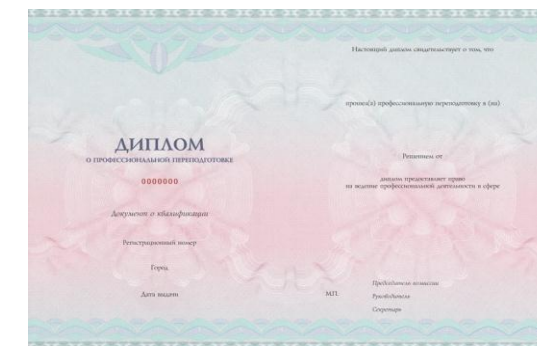 ДИПЛОМ
О ПРОФЕССИОНАЛЬНОЙ ПЕРЕПОДГОТОВКЕ
0000000
Документ о квалификации
Регистрационный номер
Город
Дата выдачи
Настоящий диплом свидетельствует о том, что
прошел(а) профессиональную переподготовку в (на)
Решением от
диплом предоставляет право
на ведение профессиональной деятельности в сфере
М.П.
Председатель комиссии
Руководитель
Секретарь